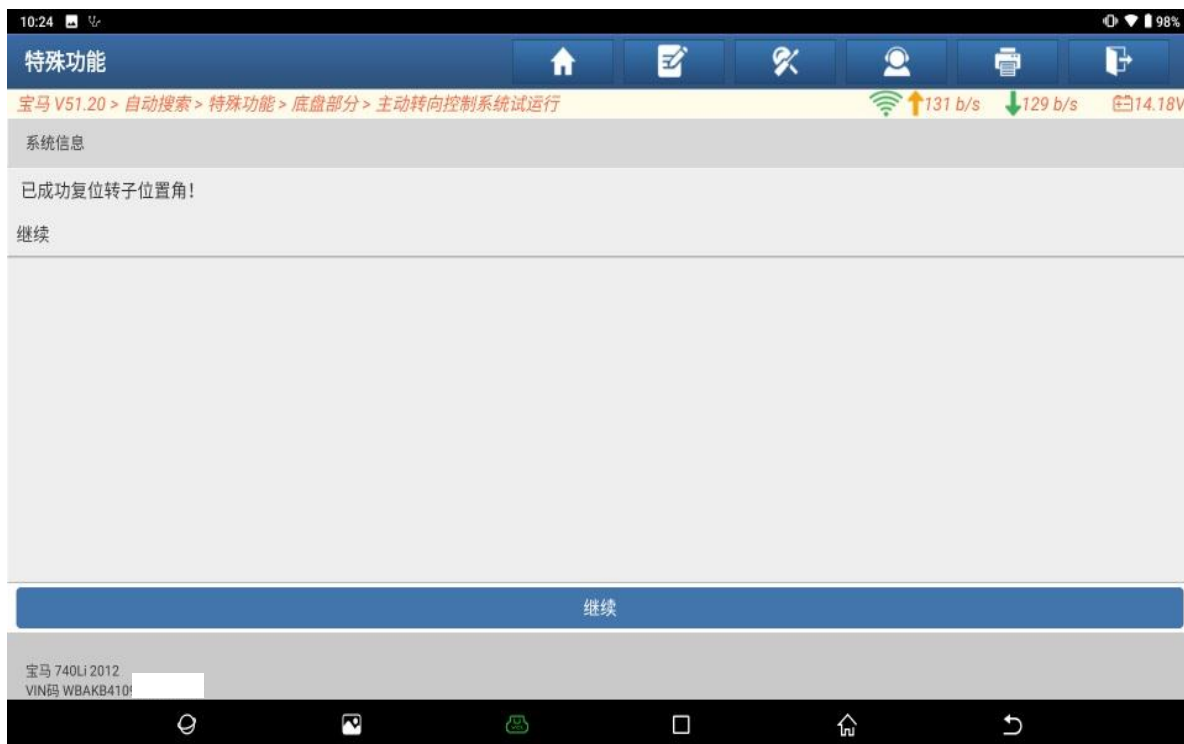 10:24
98%
特殊功能
宝马 V51.20 > 自动搜索 > 特殊功能 > 底盘部分 > 主动转向控制系统试运行
131 b/s 129 b/s 14.18V
系统信息
已成功复位转子位置角！
继续
继续
宝马 740Li 2012
VIN码 WBAKB410